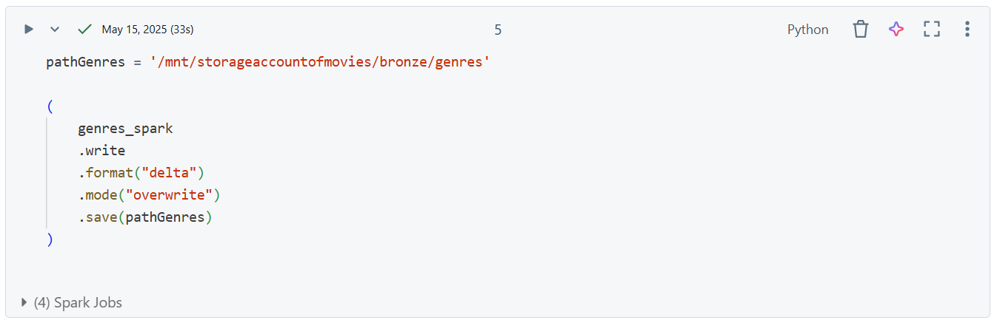 May 15, 2025 (33s)
5
Python
pathGenres = '/mnt/storageaccountofmovies/bronze/genres'
(
genres_spark
.write
.format("delta")
.mode("overwrite")
.save(pathGenres)
)
(4) Spark Jobs